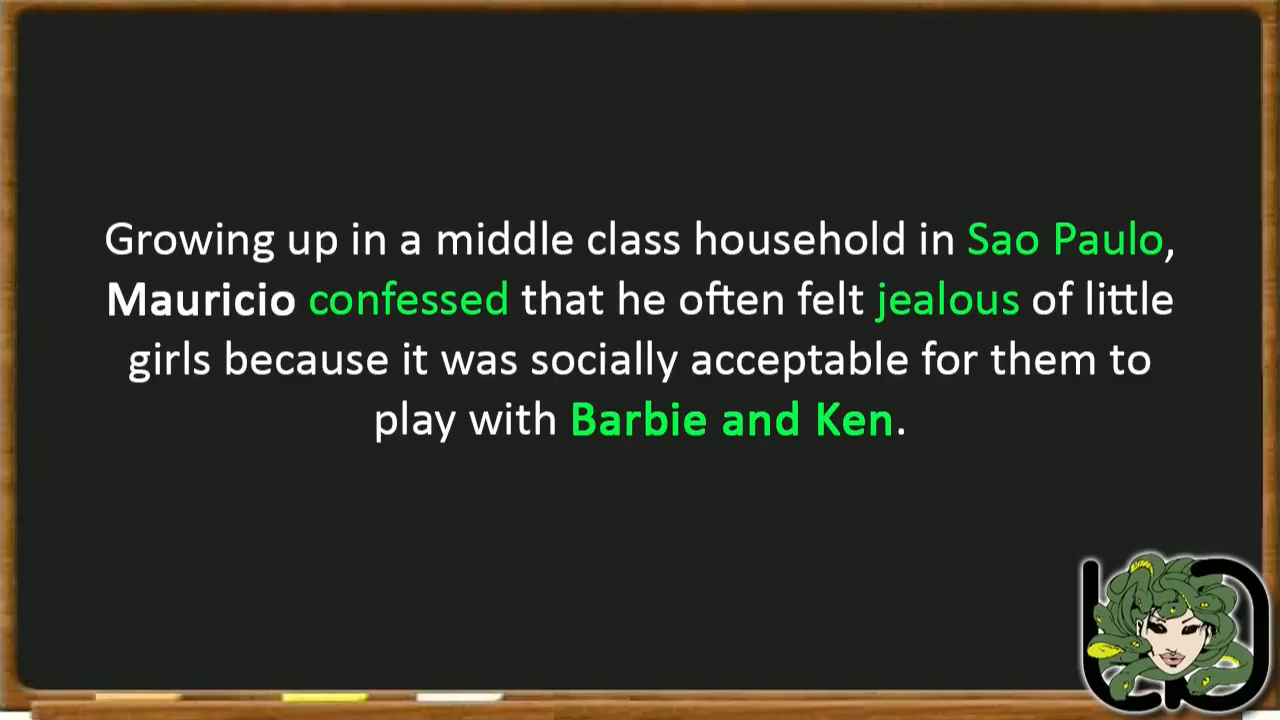 Growing up in a middle class household in Sao Paulo,
Mauricio confessed that he often felt jealous of little
girls because it was socially acceptable for them to
play with Barbie and Ken.